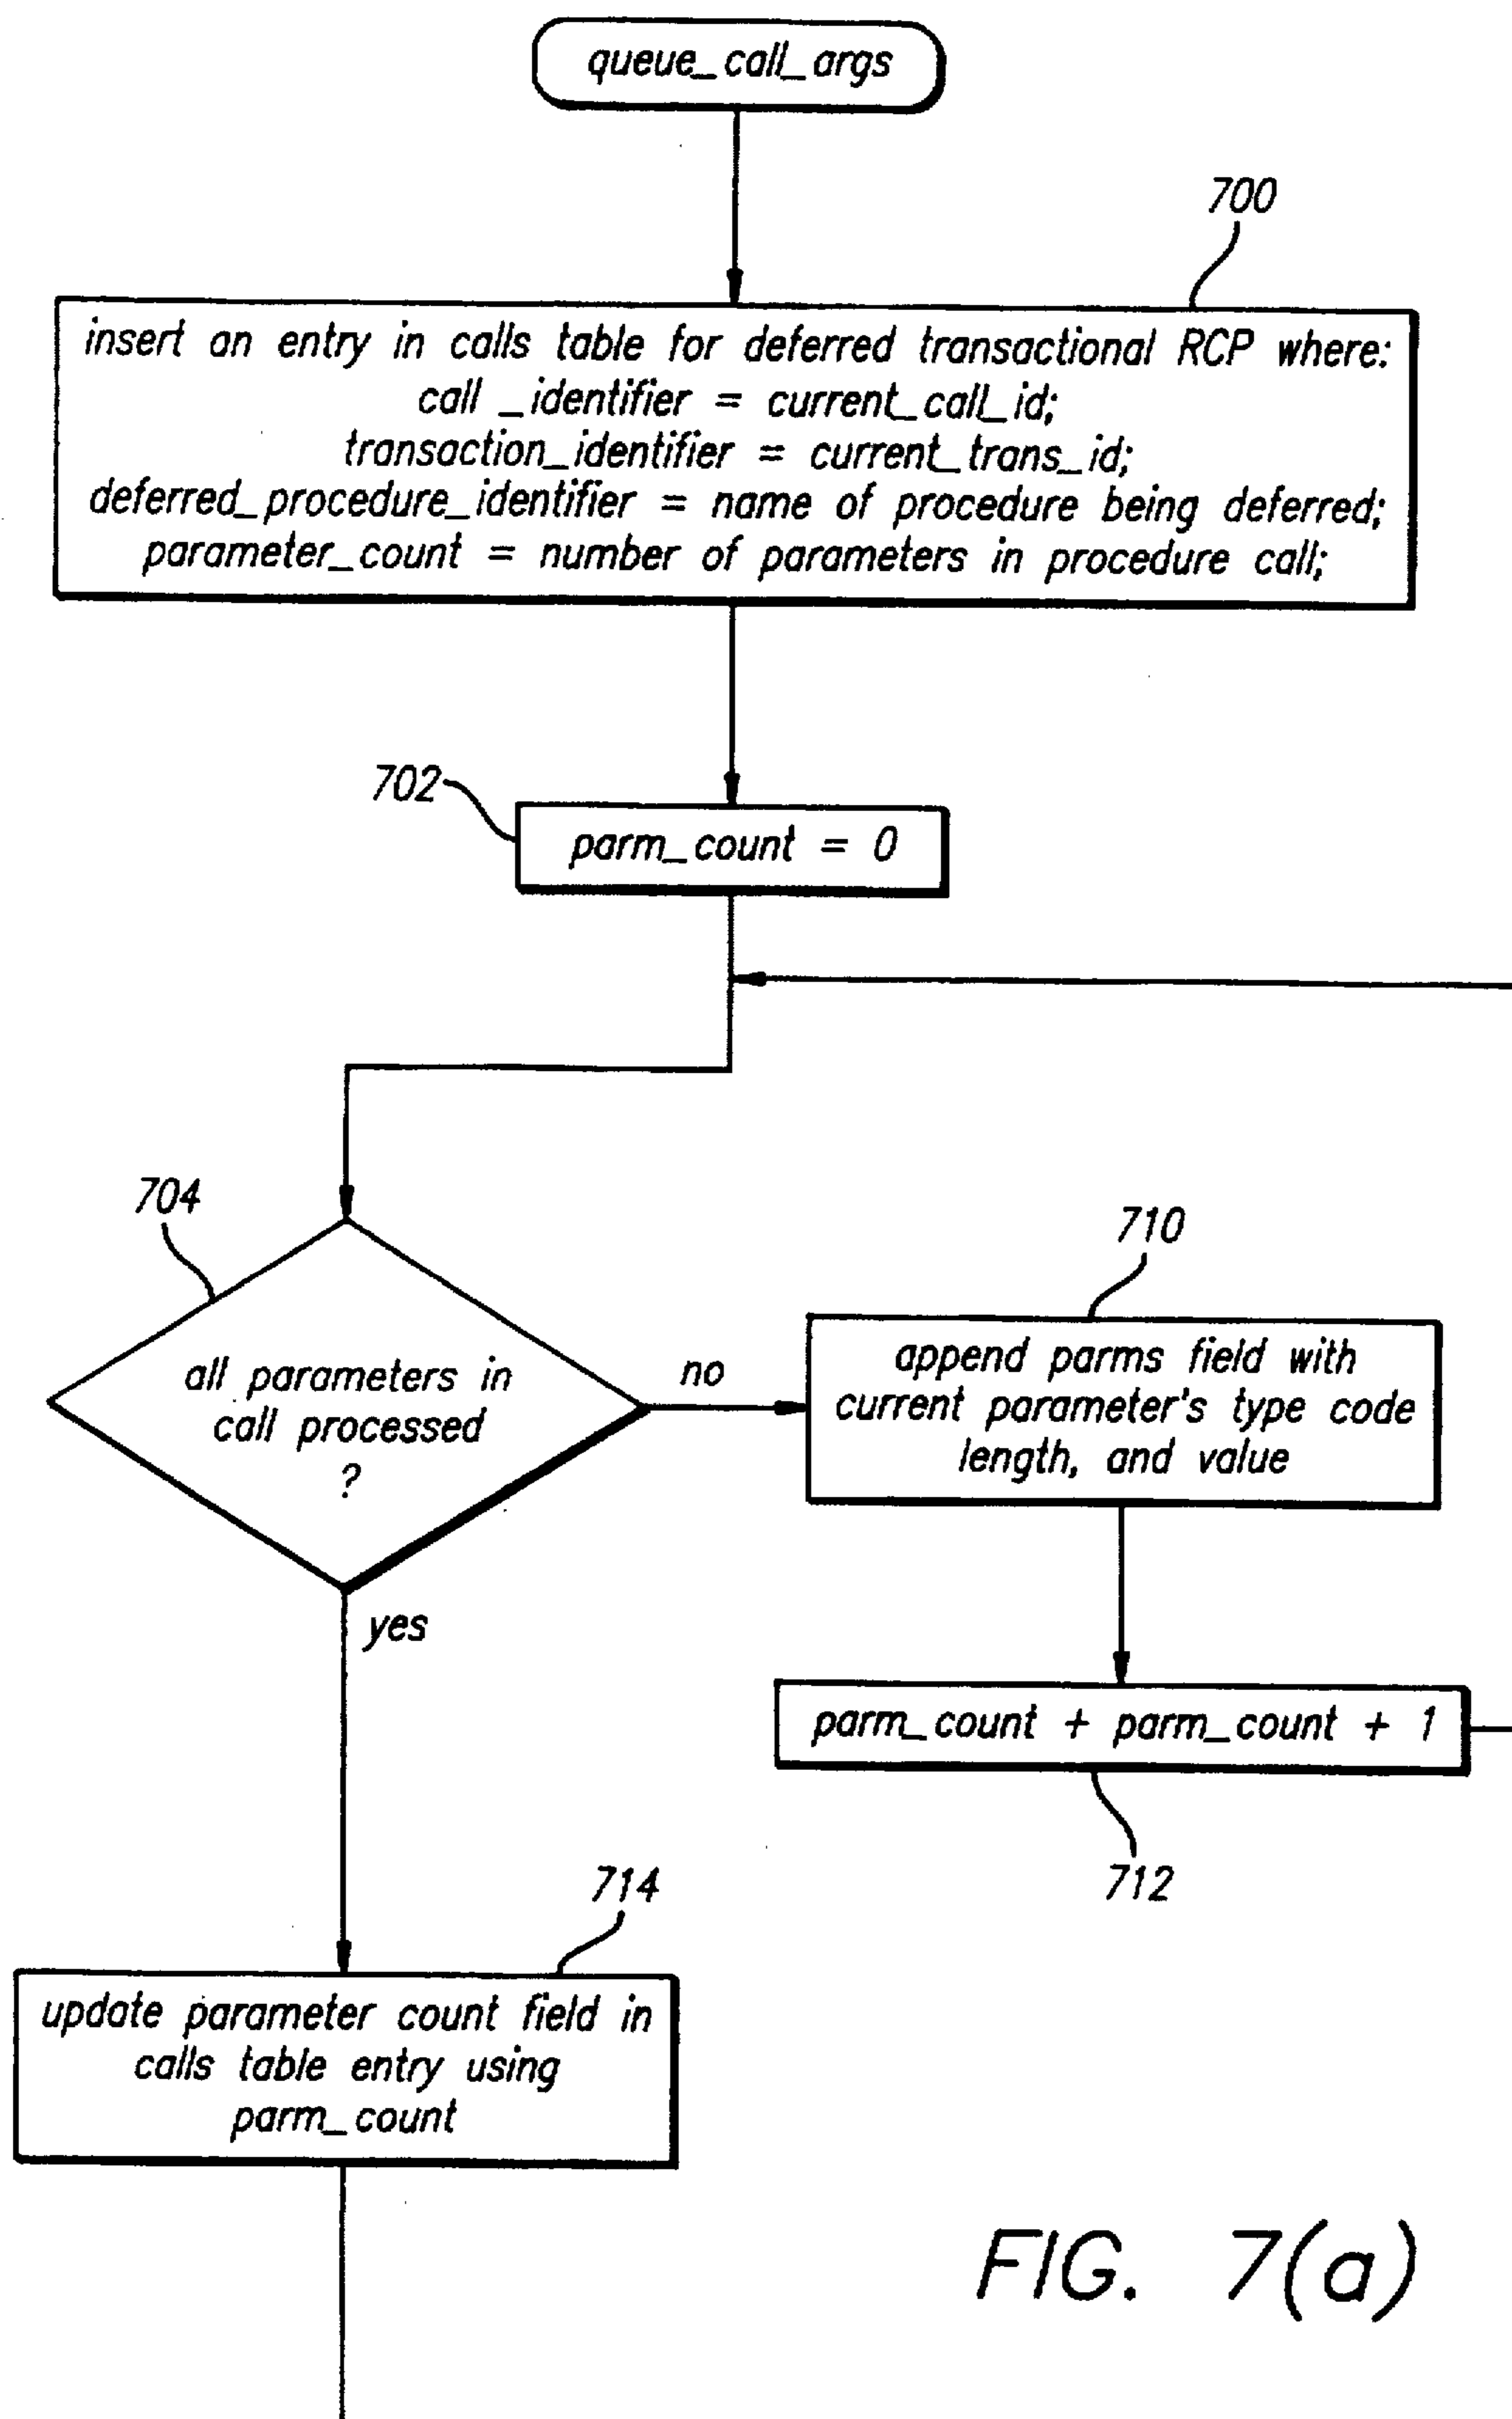 queue_call_args
700
insert an entry in calls table for deferred transactional RCP where:
call _identifier = current_call_id;
transaction_identifier = current_trans_id;
deferred_procedure_identifier = name of procedure being deferred;
parameter_count = number of parameters in procedure call;
702
parm_count = 0
704
all parameters in
call processed
?
no
yes
710
append parms field with
current parameter's type code
length, and value
parm_count + parm_count + 1
712
714
update parameter count field in
calls table entry using
parm_count
FIG. 7(a)